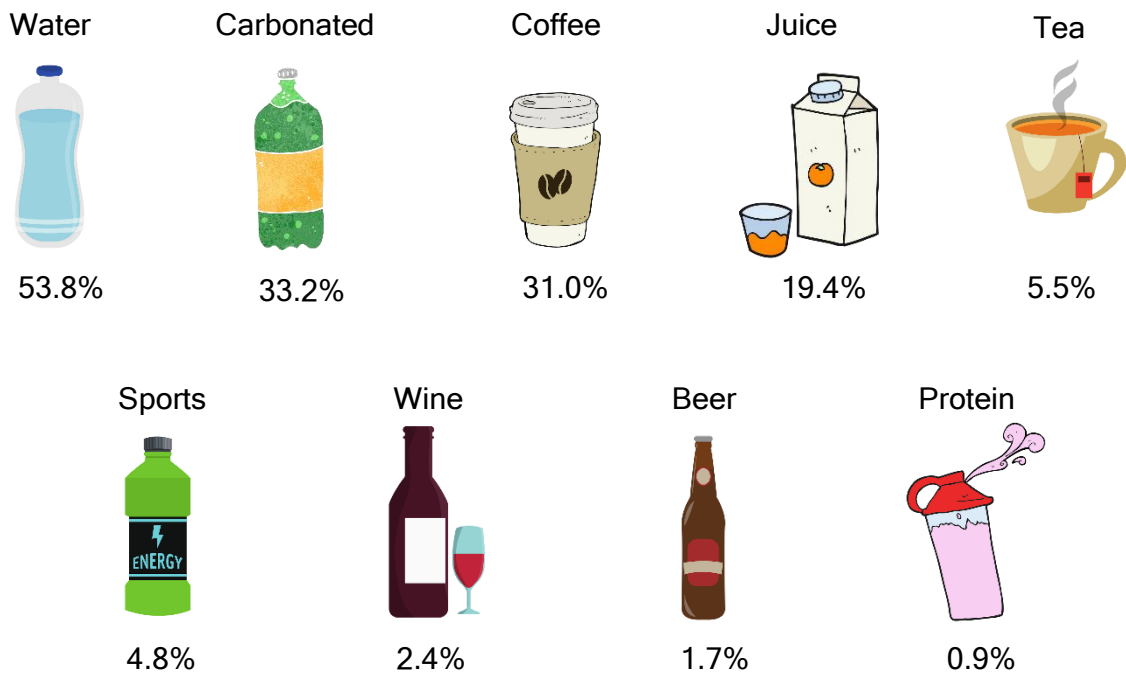 Water Carbonated Coffee Juice Tea
53.8% 33.2% 31.0% 19.4% 5.5%
Sports Wine Beer Protein
ENERGY
4.8% 2.4% 1.7% 0.9%